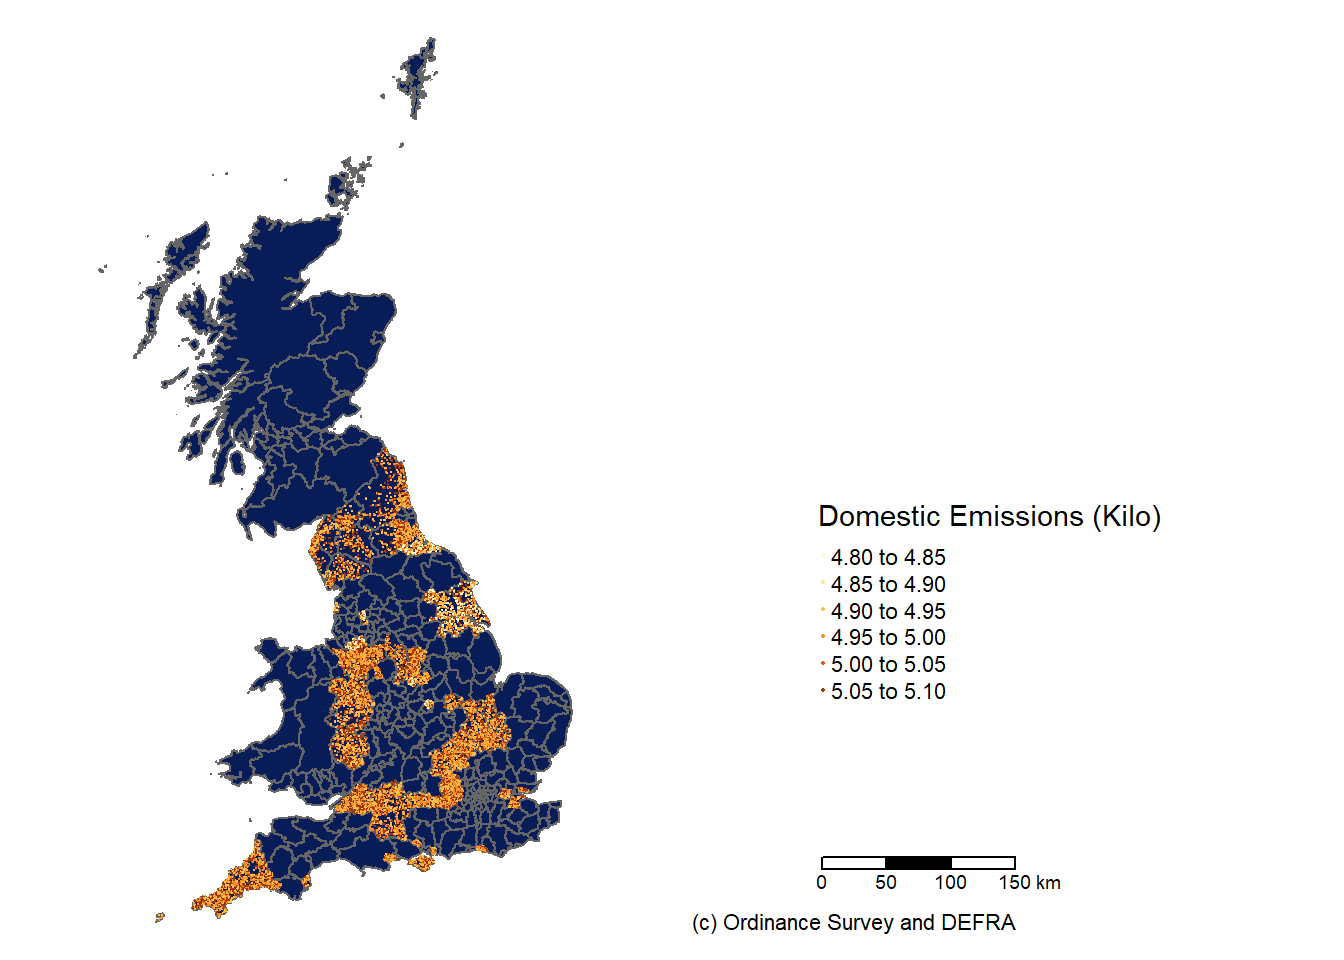 Domestic Emissions (Kilo)
4.80 to 4.85
4.85 to 4.90
4.90 to 4.95
4.95 to 5.00
5.00 to 5.05
5.05 to 5.10
0 50 100 150 km
(c) Ordinance Survey and DEFRA